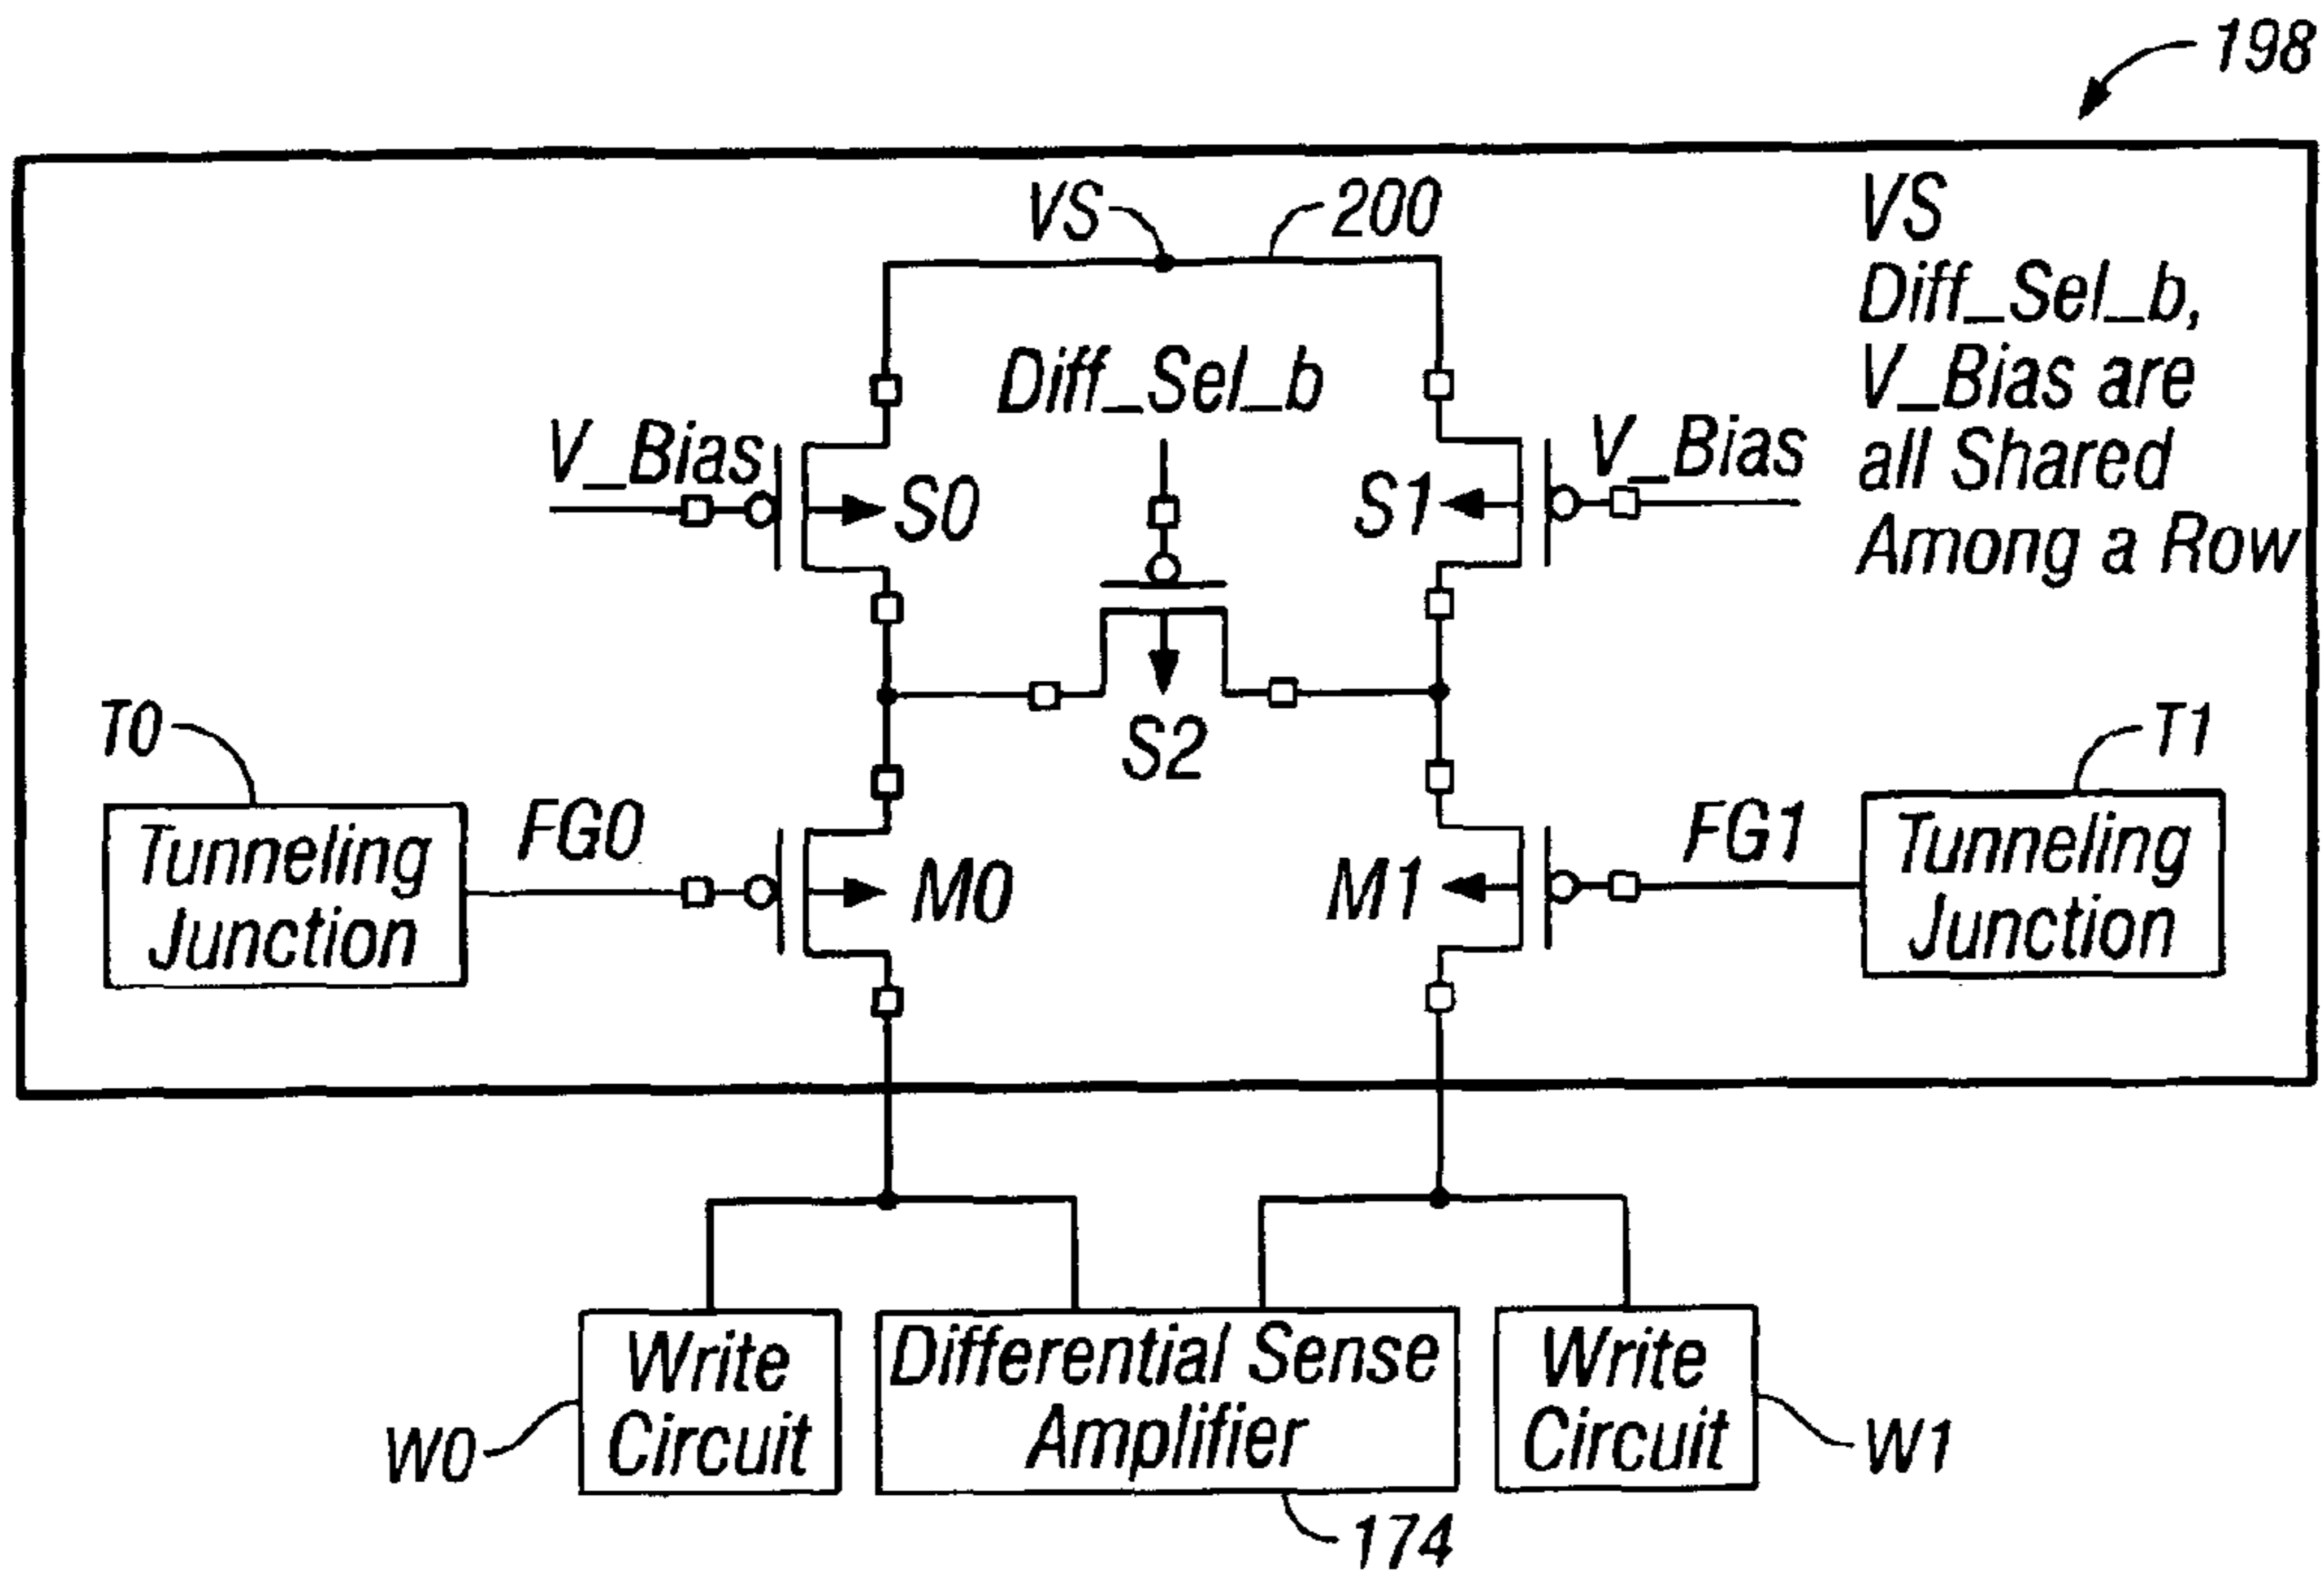 198
VS
200
VS
Diff_Sel_b,
V_Bias are
all Shared
Among a Row
Diff_Sel_b
V_Bias
S0
S1
V_Bias
S2
T0
T1
Tunneling
Junction
FG0
M0
M1
FG1
Tunneling
Junction
Write
Circuit
Differential Sense
Amplifier
Write
Circuit
W0
W1
174